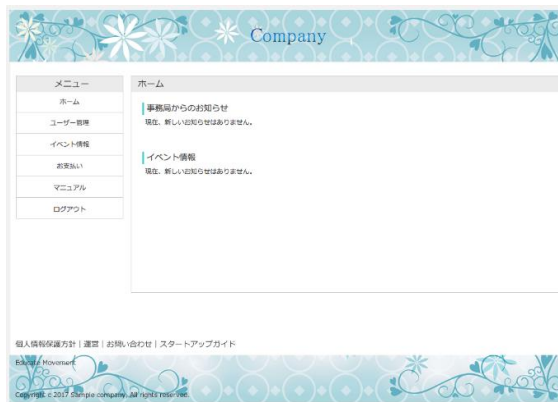 Company
メニュー
ホーム
ユーザー管理
イベント情報
お支払い
マニュアル
ログアウト
ホーム
事務局からのお知らせ
現在、新しいお知らせはありません。
イベント情報
現在、新しいお知らせはありません。
個人情報保護方針 | 運営 | お問い合わせ | スタートアップガイド
Educate Movement
Copyright c 2017 Sample company. All rights reserved.